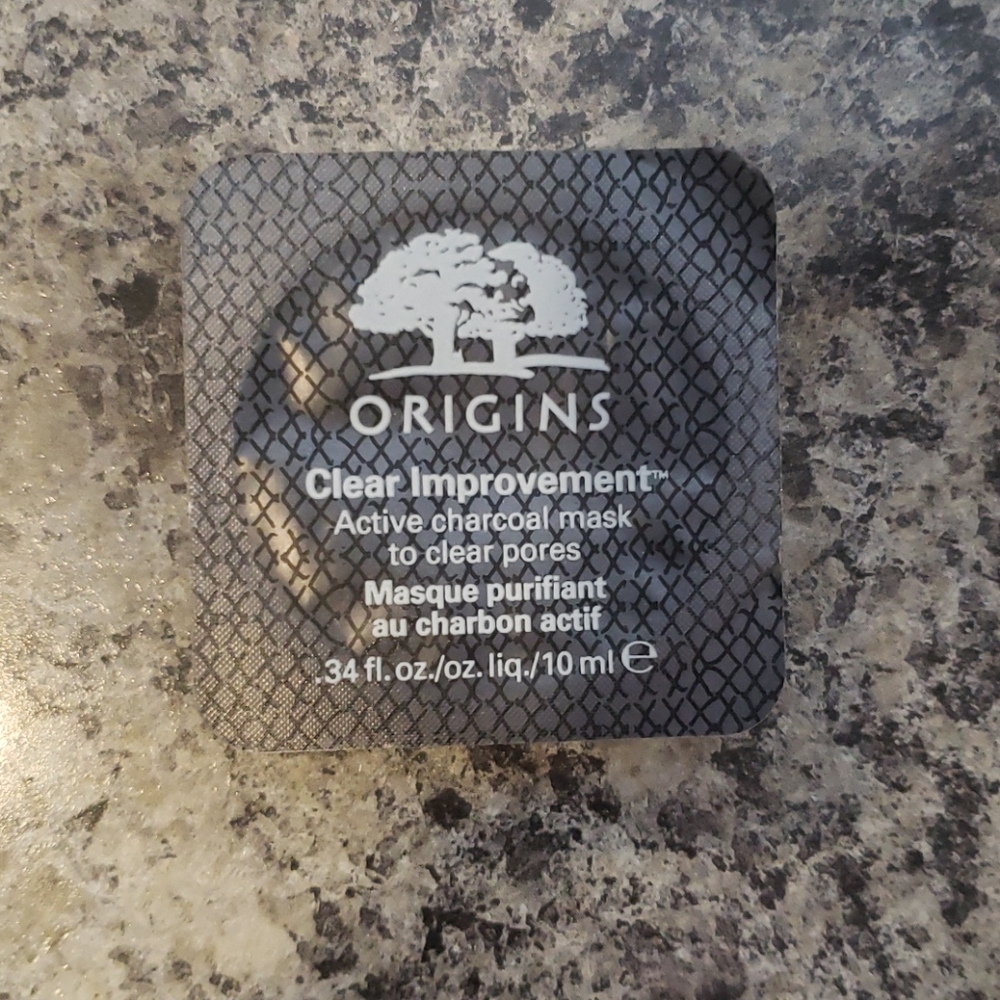 ORIGINS
Clear Improvement™
Active charcoal mask
to clear pores
Masque purifiant
au charbon actif
.34 fl. oz./oz. liq./10 ml ℮